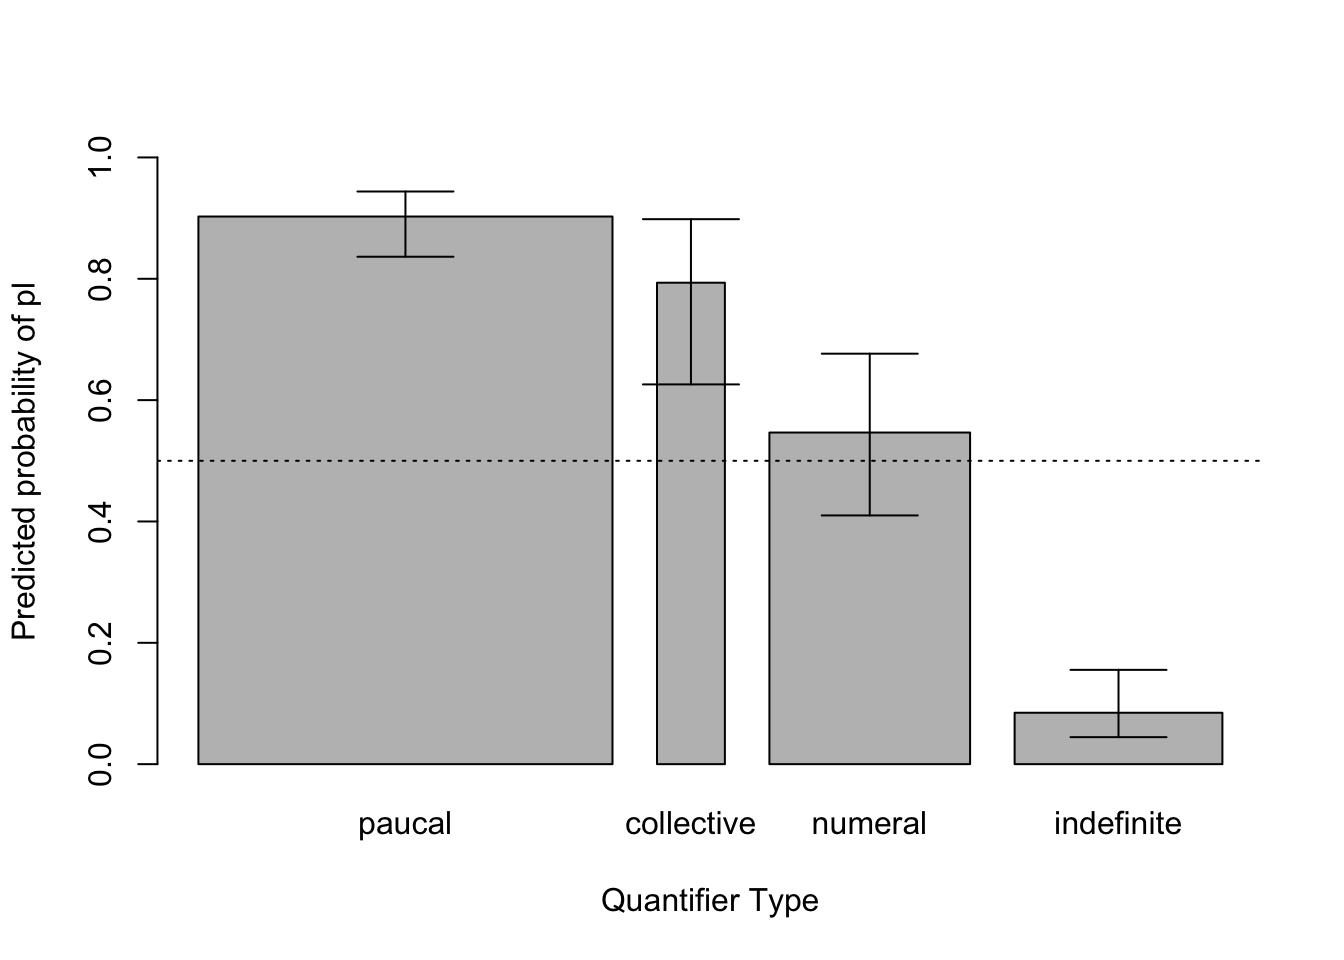 Predicted probability of pl
1.0
0.8
0.6
0.4
0.2
0.0
paucal collective numeral indefinite
Quantifier Type